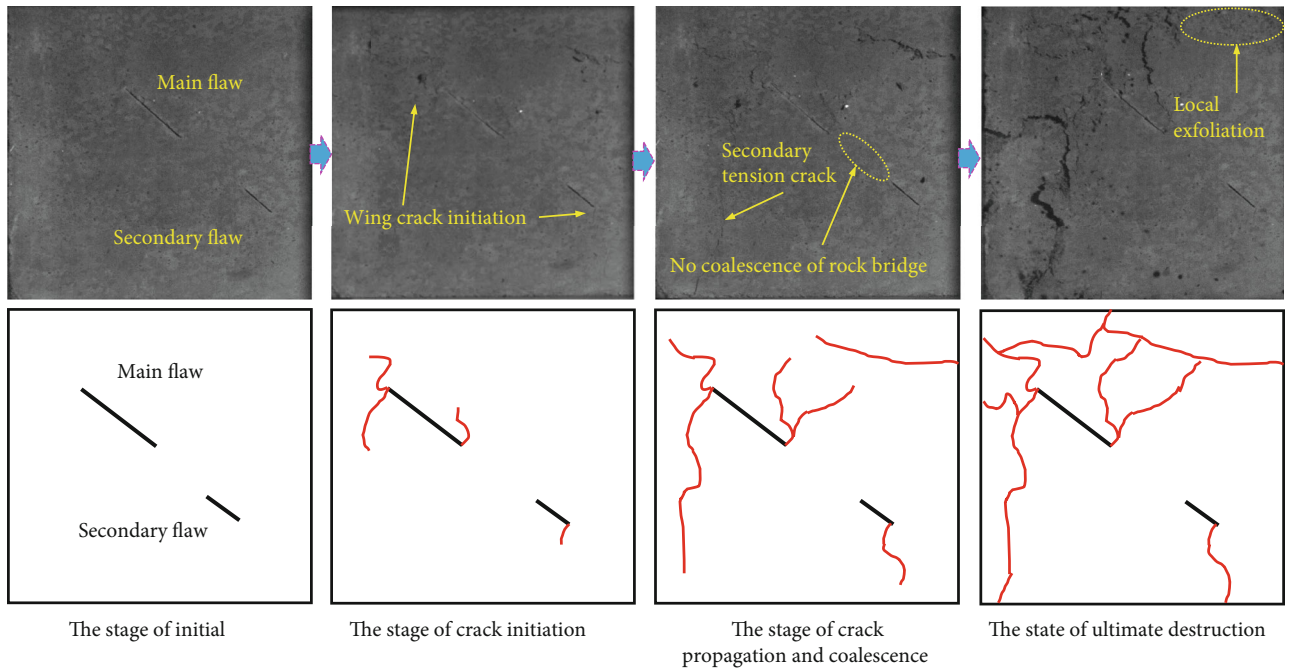 Main flaw
Secondary flaw
Wing crack initiation
Secondary
tension crack
No coalescence of rock bridge
Local
exfoliation
Main flaw
Secondary flaw
The stage of initial
The stage of crack initiation
The stage of crack
propagation and coalescence
The state of ultimate destruction